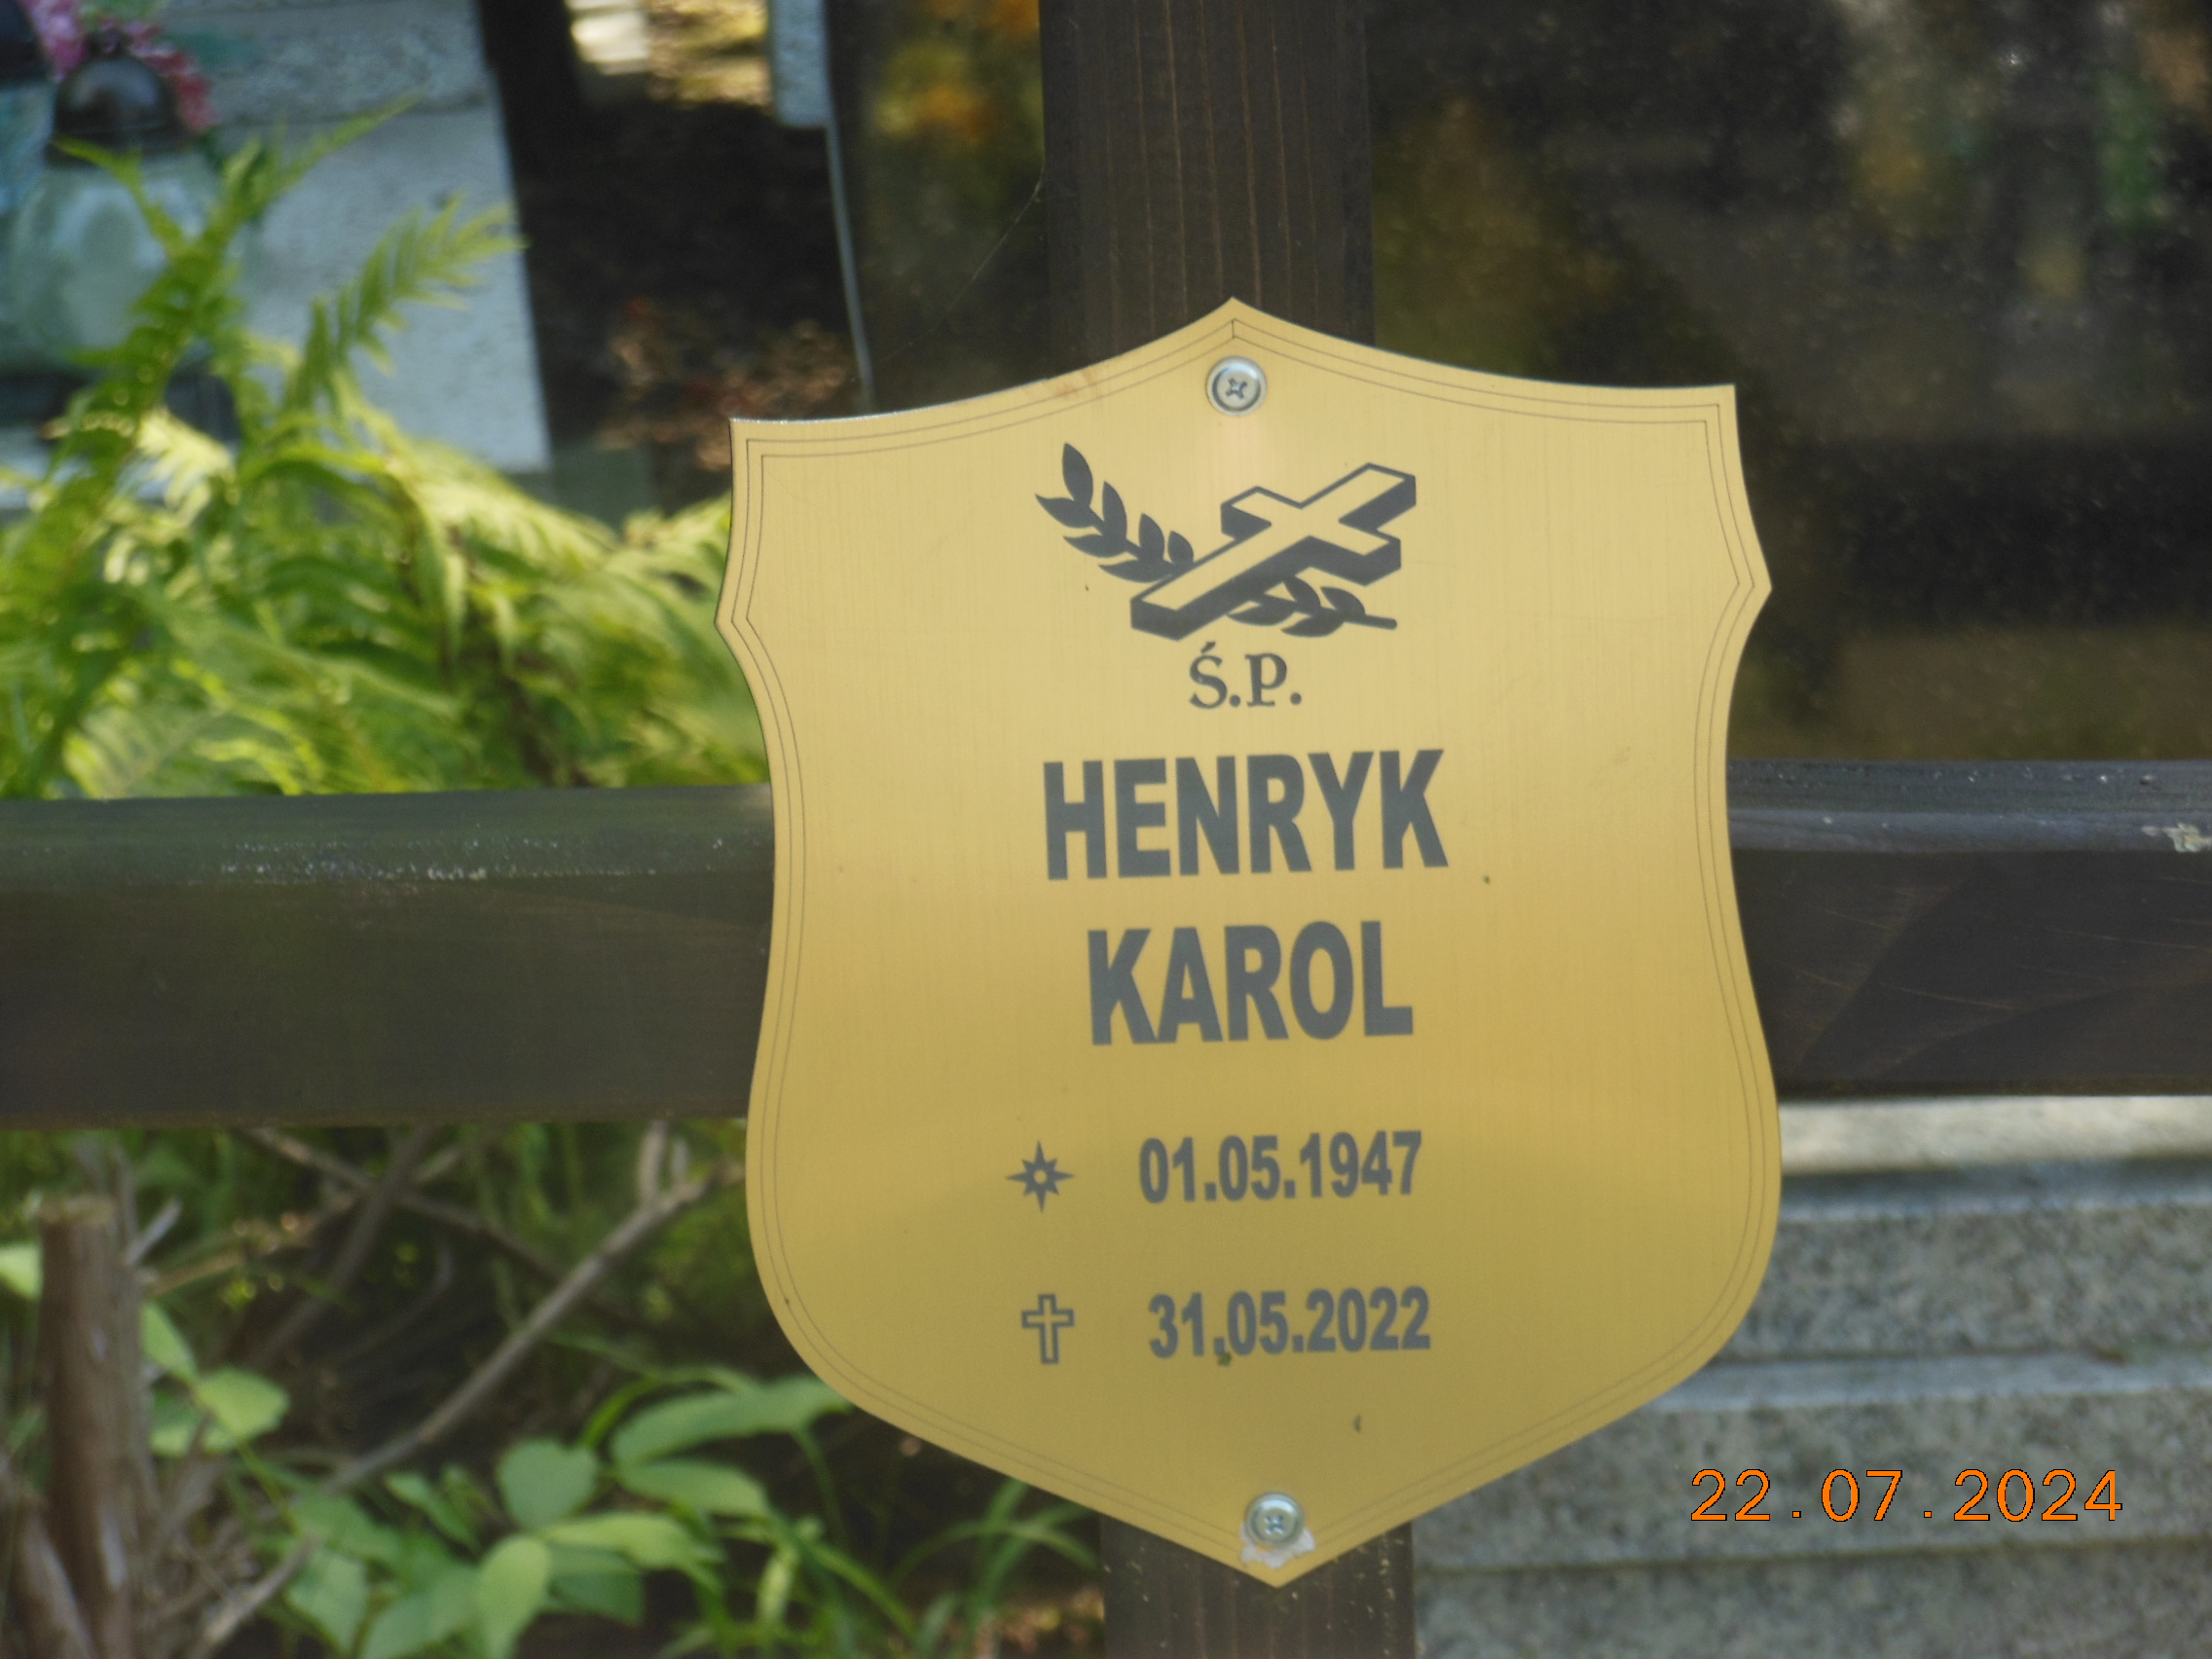 Ś.P.
HENRYK
KAROL
01.05.1947
31.05.2022
22.07.2024